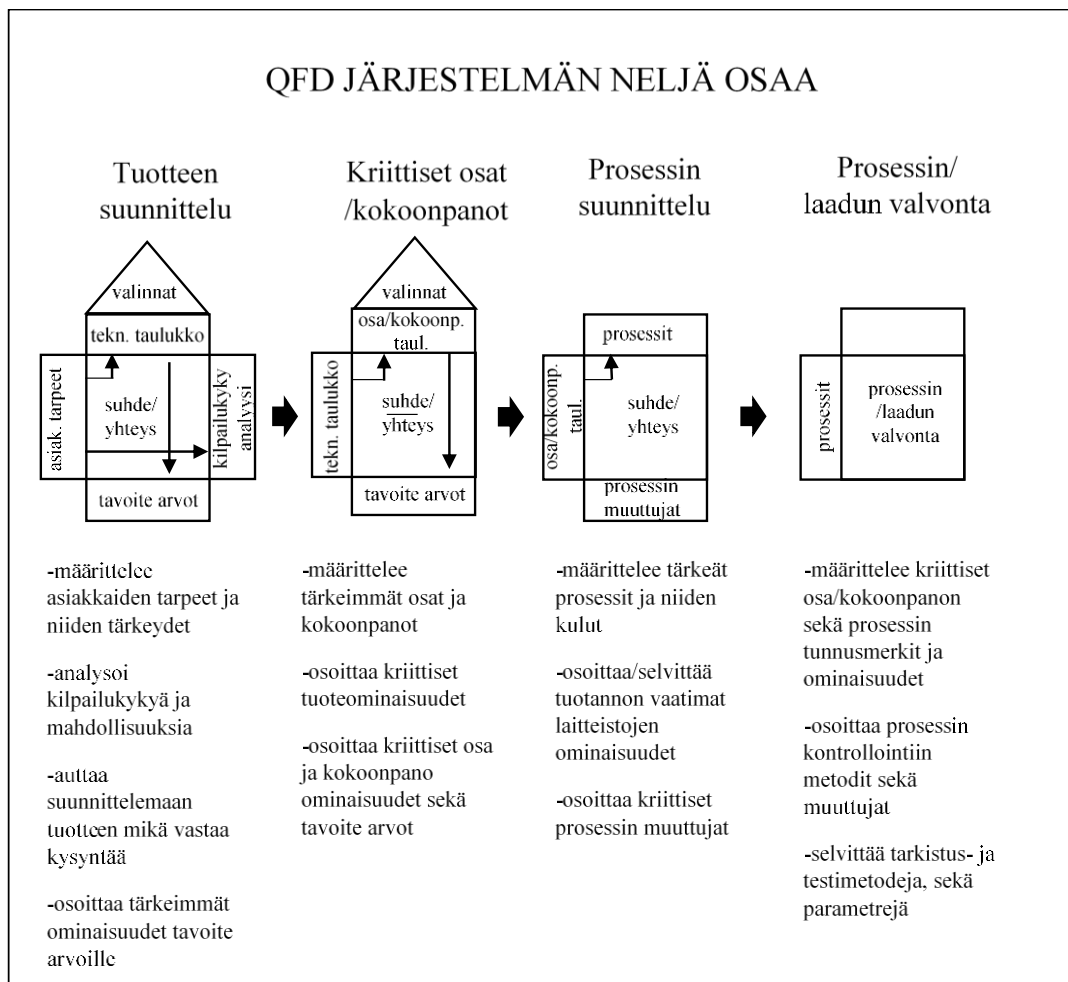 QFD JÄRJESTELMÄN NELJÄ OSAA
Tuotteen
suunnittelu
valinnat
tekn. taulukko
asiak. tarpeet
suhde/
yhteys
kilpailukyky
analyysi
tavoite arvot
-määrittelee
asiakkaiden tarpeet ja
niiden tärkeydet
-analysoi
kilpailukykyä ja
mahdollisuuksia
-auttaa
suunnittelemaan
tuotteen mikä vastaa
kysyntää
-osoittaa tärkeimmät
ominaisuudet tavoite
arvoille
Kriittiset osat
/kokoonpanot
valinnat
osa/kokoonp.
taul.
tekn. taulukko
suhde/
yhteys
tavoite arvot
-määrittelee
tärkeimmät osat ja
kokoonpanot
-osoittaa kriittiset
tuoteominaisuudet
-osoittaa kriittiset osa
ja kokoonpano
ominaisuudet sekä
tavoite arvot
Prosessin
suunnittelu
prosessit
osa/kokoonp.
taul.
suhde/
yhteys
prosessin
muuttujat
-määrittelee tärkeät
prosessit ja niiden
kulut
-osoittaa/selvittää
tuotannon vaatimat
laitteistojen
ominaisuudet
-osoittaa kriittiset
prosessin muuttujat
Prosessin/
laadun valvonta
prosessit
prosessin
/laadun
valvonta
-määrittelee kriittiset
osa/kokoonpanon
sekä prosessin
tunnusmerkit ja
ominaisuudet
-osoittaa prosessin
kontrollointiin
metodit sekä
muuttujat
-selvittää tarkistus- ja
testimetodeja, sekä
parametrejä